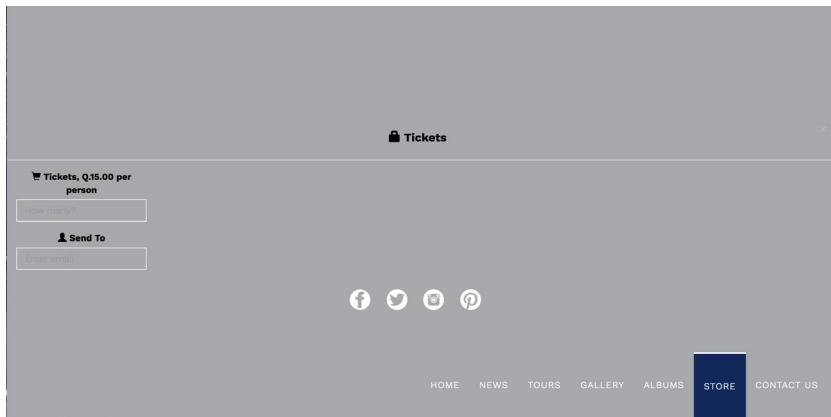 Tickets
×
Tickets, Q.15.00 per
person
How many?
Send To
Enter email
HOME NEWS TOURS GALLERY ALBUMS STORE CONTACT US